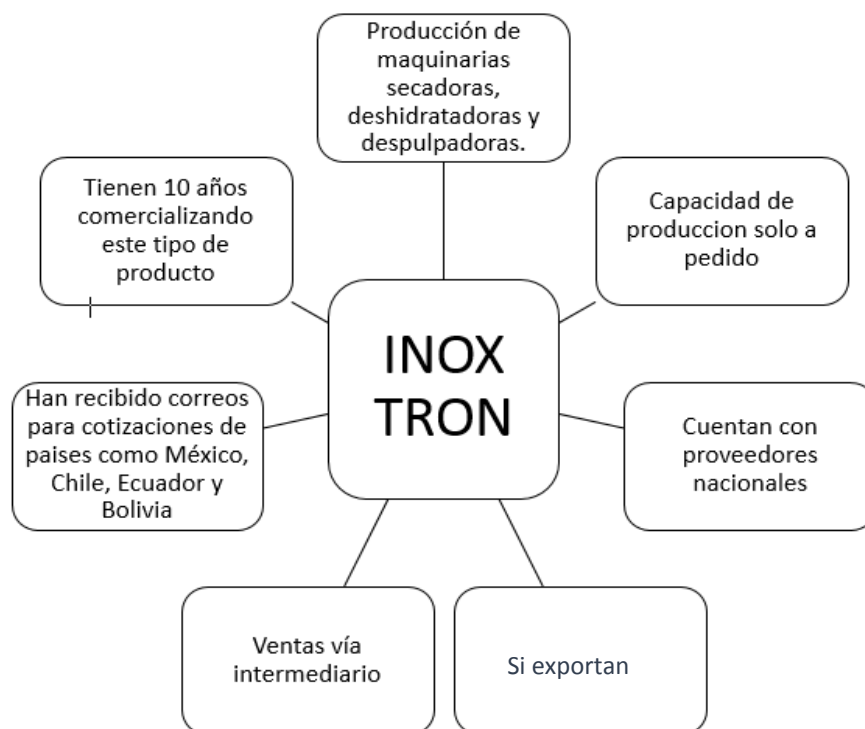 Producción de
maquinarias
secadoras,
deshidratadoras y
despulpadoras.
Tienen 10 años
comercializando
este tipo de
producto
Capacidad de
produccion solo a
pedido
INOX
TRON
Han recibido correos
para cotizaciones de
paises como México,
Chile, Ecuador y
Bolivia
Cuentan con
proveedores
nacionales
Ventas vía
intermediario
Si exportan